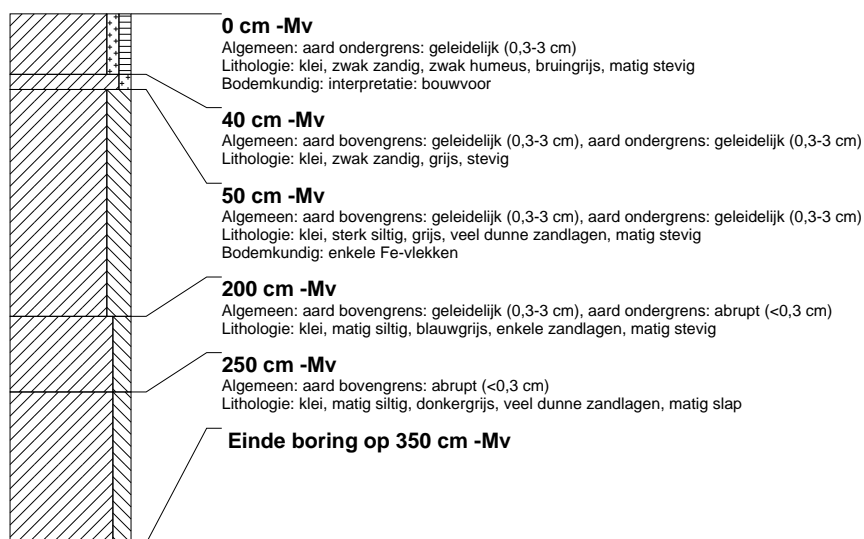 0 cm -Mv
Algemeen: aard ondergrens: geleidelijk (0,3-3 cm)
Lithologie: klei, zwak zandig, zwak humeus, bruingrijs, matig stevig
Bodemkundig: interpretatie: bouwvoor
40 cm -Mv
Algemeen: aard bovengrens: geleidelijk (0,3-3 cm), aard ondergrens: geleidelijk (0,3-3 cm)
Lithologie: klei, zwak zandig, grijs, stevig
50 cm -Mv
Algemeen: aard bovengrens: geleidelijk (0,3-3 cm), aard ondergrens: geleidelijk (0,3-3 cm)
Lithologie: klei, sterk siltig, grijs, veel dunne zandlagen, matig stevig
Bodemkundig: enkele Fe-vlekken
200 cm -Mv
Algemeen: aard bovengrens: geleidelijk (0,3-3 cm), aard ondergrens: abrupt (<0,3 cm)
Lithologie: klei, matig siltig, blauwgrijs, enkele zandlagen, matig stevig
250 cm -Mv
Algemeen: aard bovengrens: abrupt (<0,3 cm)
Lithologie: klei, matig siltig, donkergrijs, veel dunne zandlagen, matig slap
Einde boring op 350 cm -Mv